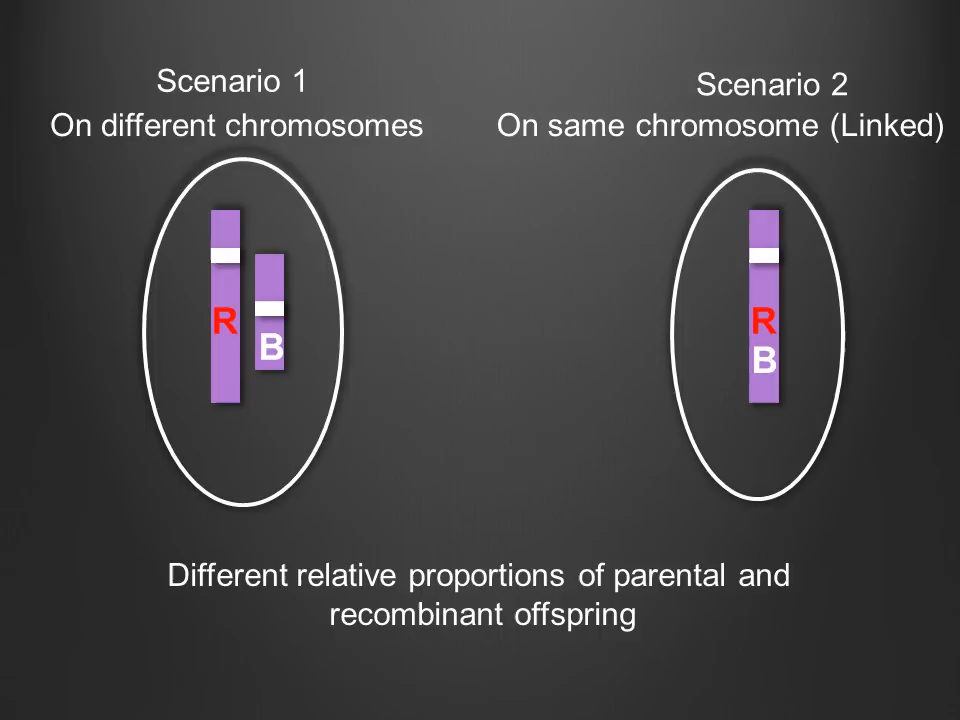 Scenario 1
On different chromosomes
Scenario 2
On same chromosome (Linked)
R
B
R
B
Different relative proportions of parental and
recombinant offspring